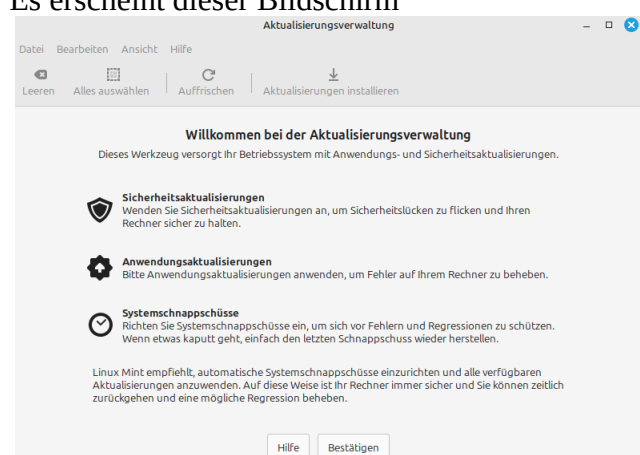 Es erscheint dieser Bildschirm
Aktualisierungsverwaltung
Datei Bearbeiten Ansicht Hilfe
Leeren Alles auswählen Auffrischen Aktualisierungen installieren
Willkommen bei der Aktualisierungsverwaltung
Dieses Werkzeug versorgt Ihr Betriebssystem mit Anwendungs- und Sicherheitsaktualisierungen.
Sicherheitsaktualisierungen
Wenden Sie Sicherheitsaktualisierungen an, um Sicherheitslücken zu flicken und Ihren
Rechner sicher zu halten.
Anwendungsaktualisierungen
Bitte Anwendungsaktualisierungen anwenden, um Fehler auf Ihrem Rechner zu beheben.
Systemschnappschüsse
Richten Sie Systemschnappschüsse ein, um sich vor Fehlern und Regressionen zu schützen.
Wenn etwas kaputt geht, einfach den letzten Schnappschuss wieder herstellen.
Linux Mint empfiehlt, automatische Systemschnappschüsse einzurichten und alle verfügbaren
Aktualisierungen anzuwenden. Auf diese Weise ist Ihr Rechner immer sicher und Sie können zeitlich
zurückgehen und eine mögliche Regression beheben.
Hilfe Bestätigen